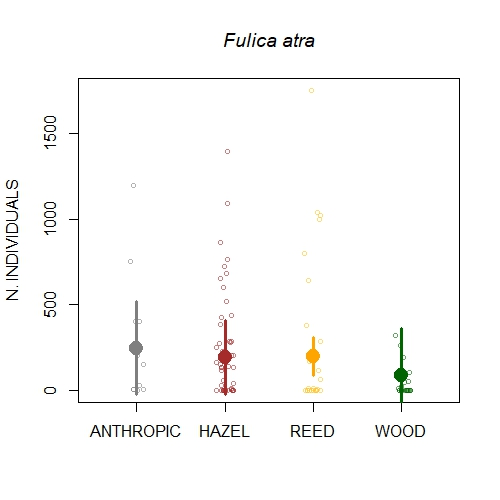 Fulica atra
N. INDIVIDUALS
1500
1000
500
0
ANTHROPIC HAZEL REED WOOD